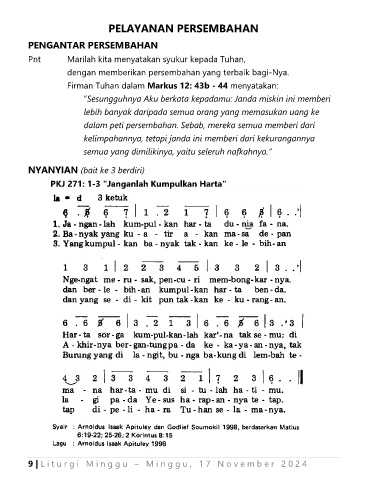 PELAYANAN PERSEMBAHAN
PENGANTAR PERSEMBAHAN
Pnt Marilah kita menyatakan syukur kepada Tuhan,
dengan memberikan persembahan yang terbaik bagi-Nya.
Firman Tuhan dalam Markus 12: 43b - 44 menyatakan:
"Sesungguhnya Aku berkata kepadamu: Janda miskin ini memberi
lebih banyak daripada semua orang yang memasukan uang ke
dalam peti persembahan. Sebab, mereka semua memberi dari
kelimpahannya, tetapi janda ini memberi dari kekurangannya
semua yang dimilikinya, yaitu seluruh nafkahnya."
NYANYIAN (bait ke 3 berdiri)
PKJ 271: 1-3 "Janganlah Kumpulkan Harta"
la = d 3 ketuk
6 . 5 6 7 | 1 . 2 1 7 | 6 6 5 | 6 . .'|
1. Ja - ngan - lah kum - pul - kan har - ta du - nia fa - na.
2. Ba - nyak yang ku - a - tir a - kan ma - sa de - pan
3. Yang kumpul - kan ba - nyak tak - kan ke - le - bih - an
1 3 1 | 2 2 3 4 5 | 3 3 2 | 3 . .'|
Nge-ngat me - ru - sak, pen - cu - ri mem - bong - kar - nya.
dan ber - le - bih - an kumpul - kan har - ta ben - da.
dan yang se - di - kit pun tak - kan ke - ku - rang - an.
6 . 6 5 6 | 3 . 2 1 3 | 6 . 6 5 6 | 3 . '3
Har - ta sor - ga kum - pul - kan - lah kar' - na tak se - mu: di
A - khir - nya ber - gan - tung pa - da ke - ka - ya - an - nya, tak
Burung yang di la - ngit, bu - nga ba - kung di lem - bah te -
4 3 2 | 3 3 4 3 2 1 | 7 2 3 | 6 . .
ma - na har - ta - mu di si - tu - lah ha - ti - mu.
la - gi pa - da Ye - sus ha - rap - an - nya te - tap.
tap di - pe - li - ha - ra Tu - han se - la - ma - nya.
Syair : Arnoldus Isaak Apituley dan Godlief Soumokil 1998, berdasarkan Matius
6:19-22; 25-26; 2 Korintus 8:15
Lagu : Arnoldus Isaak Apituley 1998
9 | Liturgi Minggu – Minggu, 17 November 2024